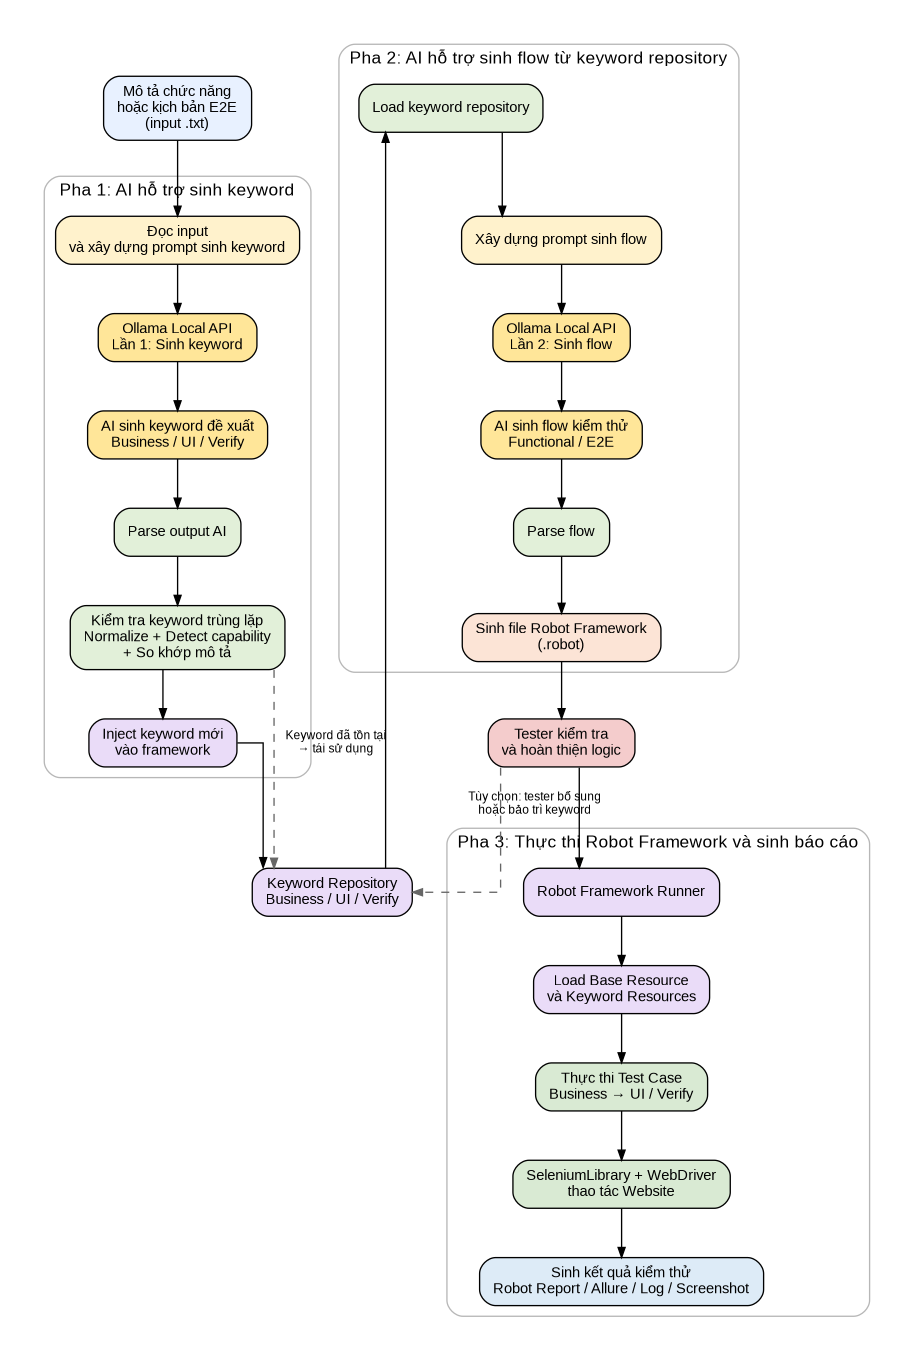 Mô tả chức năng
hoặc kịch bản E2E
(input .txt)
Pha 1: AI hỗ trợ sinh keyword
Đọc input
và xây dựng prompt sinh keyword
Ollama Local API
Lần 1: Sinh keyword
AI sinh keyword đề xuất
Business / UI / Verify
Parse output AI
Kiểm tra keyword trùng lặp
Normalize + Detect capability
+ So khớp mô tả
Inject keyword mới
vào framework
Keyword đã tồn tại
→ tái sử dụng
Keyword Repository
Business / UI / Verify
Pha 2: AI hỗ trợ sinh flow từ keyword repository
Load keyword repository
Xây dựng prompt sinh flow
Ollama Local API
Lần 2: Sinh flow
AI sinh flow kiểm thử
Functional / E2E
Parse flow
Sinh file Robot Framework
(.robot)
Tester kiểm tra
và hoàn thiện logic
Tùy chọn: tester bổ sung
hoặc bảo trì keyword
Pha 3: Thực thi Robot Framework và sinh báo cáo
Robot Framework Runner
Load Base Resource
và Keyword Resources
Thực thi Test Case
Business → UI / Verify
SeleniumLibrary + WebDriver
thao tác Website
Sinh kết quả kiểm thử
Robot Report / Allure / Log / Screenshot